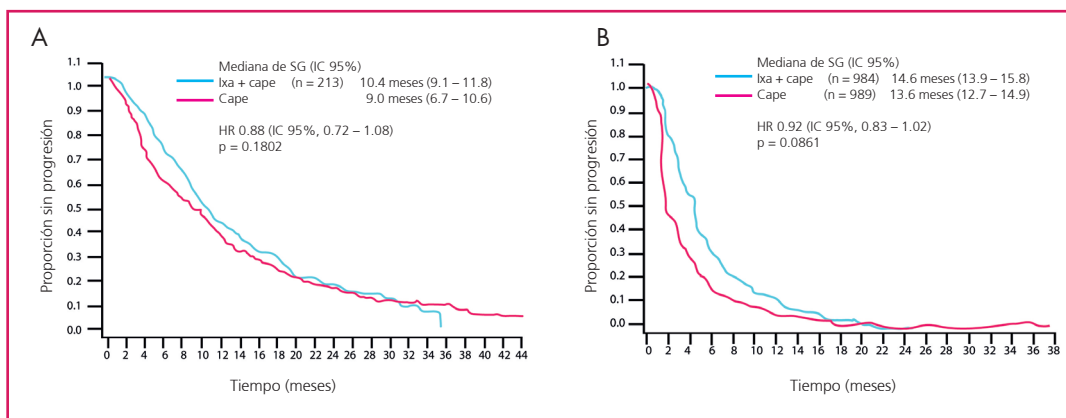 A
Mediana de SG (IC 95%)
Ixa + cape (n = 213) 10.4 meses (9.1 – 11.8)
Cape 9.0 meses (6.7 – 10.6)
HR 0.88 (IC 95%, 0.72 – 1.08)
p = 0.1802
Proporción sin progresión
1.1
1.0
0.9
0.8
0.7
0.6
0.5
0.4
0.3
0.2
0.1
0.0
0 2 4 6 8 10 12 14 16 18 20 22 24 26 28 30 32 34 36 38 40 42 44
Tiempo (meses)
B
Mediana de SG (IC 95%)
Ixa + cape (n = 984) 14.6 meses (13.9 – 15.8)
Cape (n = 989) 13.6 meses (12.7 – 14.9)
HR 0.92 (IC 95%, 0.83 – 1.02)
p = 0.0861
Proporción sin progresión
1.1
1.0
0.9
0.8
0.7
0.6
0.5
0.4
0.3
0.2
0.1
0.0
0 2 4 6 8 10 12 14 16 18 20 22 24 26 28 30 32 34 36 38
Tiempo (meses)